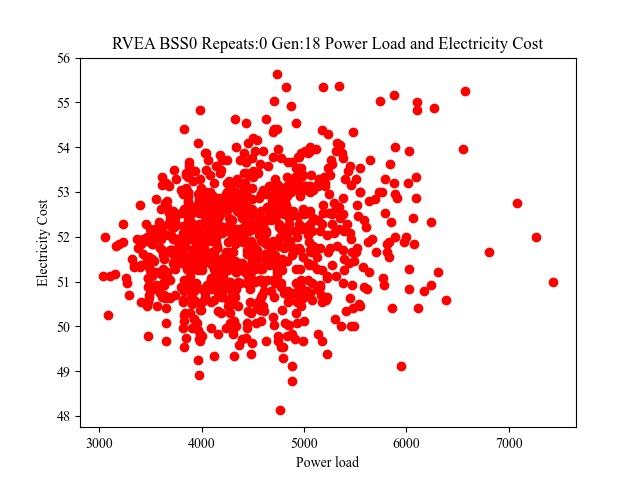 RVEA BSS0 Repeats:0 Gen:18 Power Load and Electricity Cost
56
55
54
53
52
51
50
49
48
Electricity Cost
3000 4000 5000 6000 7000
Power load